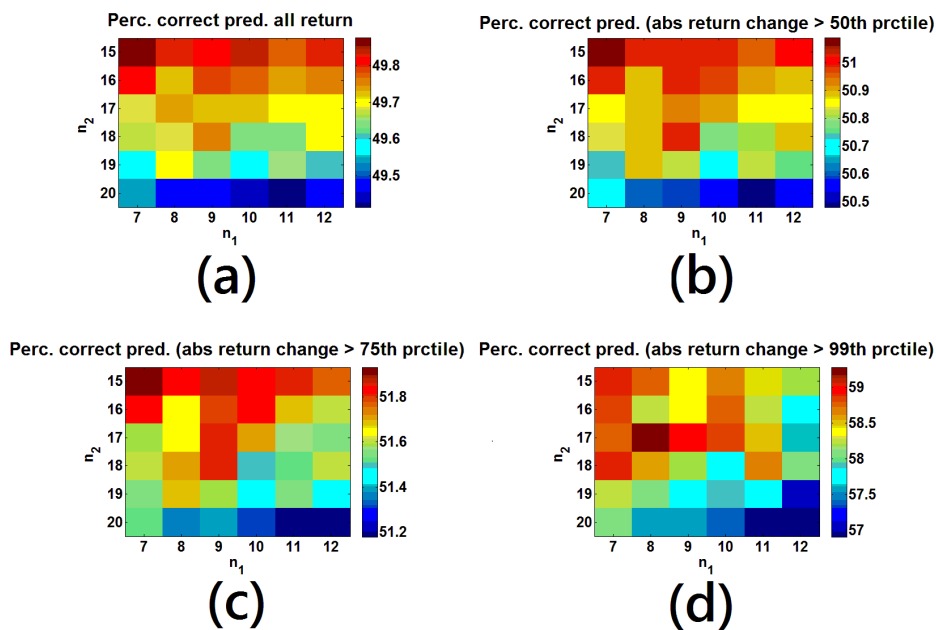 Perc. correct pred. all return
15
16
17
18
19
20
n2
7 8 9 10 11 12
n1
49.8
49.7
49.6
49.5
(a)
Perc. correct pred. (abs return change > 50th prctile)
15
16
17
18
19
20
n2
7 8 9 10 11 12
n1
51
50.9
50.8
50.7
50.6
50.5
(b)
Perc. correct pred. (abs return change > 75th prctile)
15
16
17
18
19
20
n2
7 8 9 10 11 12
n1
51.8
51.6
51.4
51.2
(c)
Perc. correct pred. (abs return change > 99th prctile)
15
16
17
18
19
20
n2
7 8 9 10 11 12
n1
59
58.5
58
57.5
57
(d)